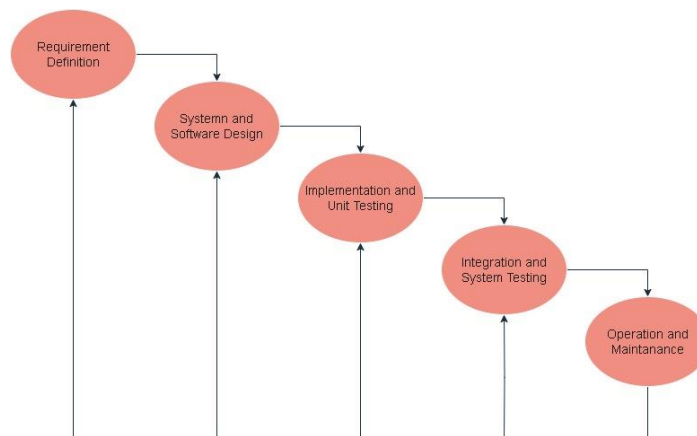 Requirement
Definition
Systemn and
Software Design
Implementation and
Unit Testing
Integration and
System Testing
Operation and
Maintanance